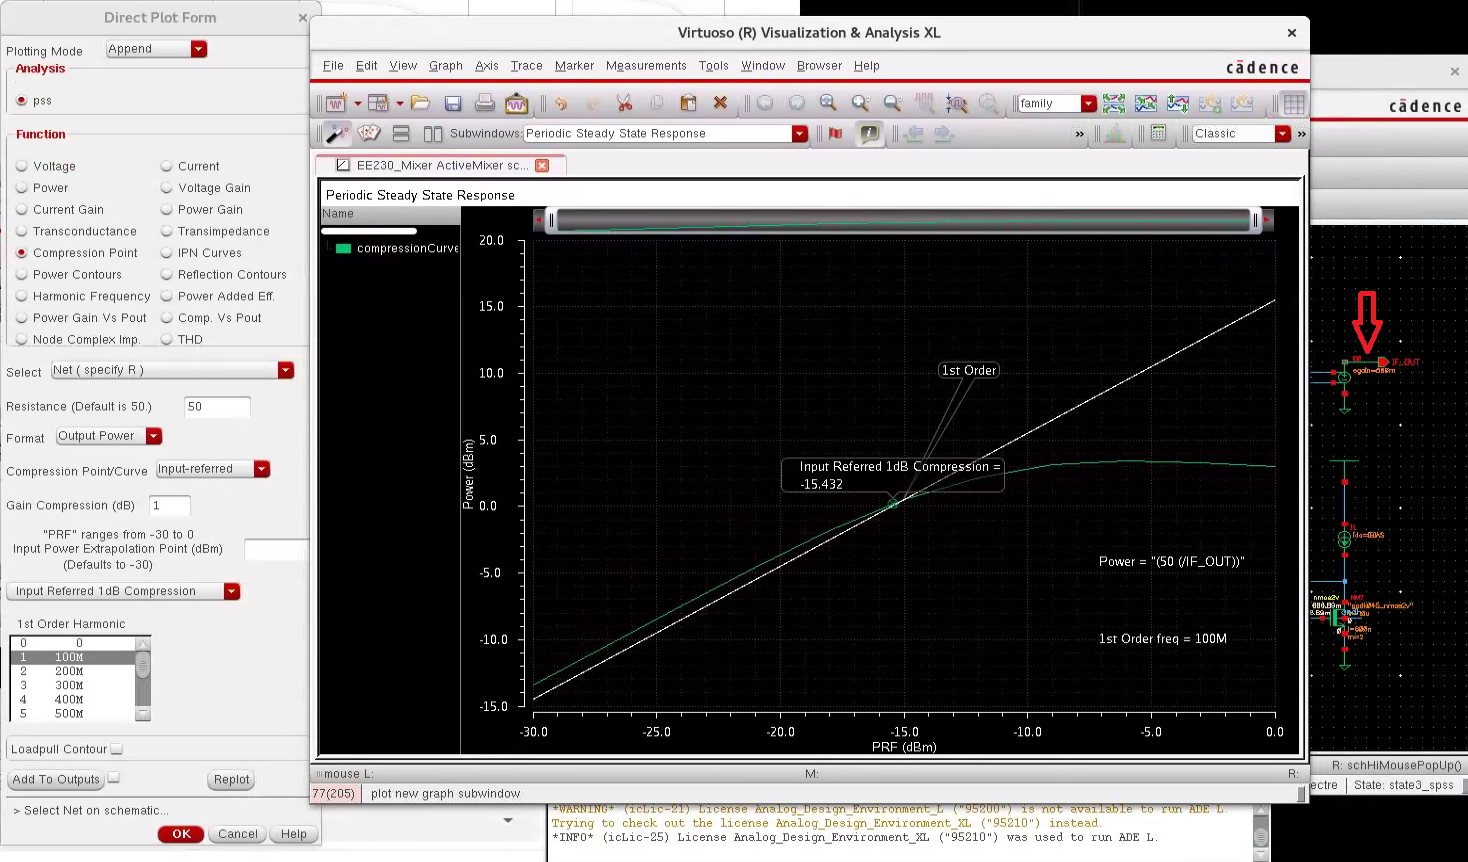 Direct Plot Form
Plotting Mode
Append
Analysis
pss
Function
Voltage
Current
Power
Voltage Gain
Current Gain
Power Gain
Transconductance
Transimpedance
Compression Point
IPN Curves
Power Contours
Reflection Contours
Harmonic Frequency
Power Added Eff.
Power Gain Vs Pout
Comp. Vs Pout
Node Complex Imp.
THD
Select
Net ( specify R )
Resistance (Default is 50.)
50
Format
Output Power
Compression Point/Curve
Input-referred
Gain Compression (dB)
1
"PRF" ranges from -30 to 0
Input Power Extrapolation Point (dBm)
(Defaults to -30)
Input Referred 1dB Compression
1st Order Harmonic
0 0
1 100M
2 200M
3 300M
4 400M
5 500M
Loadpull Contour
Add To Outputs
Replot
> Select Net on schematic...
OK
Cancel
Help
Virtuoso (R) Visualization & Analysis XL
File Edit View Graph Axis Trace Marker Measurements Tools Window Browser Help
cādence
family
Subwindows:
Periodic Steady State Response
»
Classic
»
EE230_Mixer ActiveMixer sc...
Periodic Steady State Response
Name
compressionCurve
20.0
15.0
10.0
5.0
0.0
-5.0
-10.0
-15.0
Power (dBm)
1st Order
Input Referred 1dB Compression =
-15.432
Power = "(50 (/IF_OUT))"
1st Order freq = 100M
-30.0 -25.0 -20.0 -15.0 -10.0 -5.0 0.0
PRF (dBm)
mouse L:
M:
R:
77(205)
plot new graph subwindow
cādence
IF_OUT
R: schHiMousePopUp()
ectre
State: state3_spss
*WARNING* (icLic-21) License Analog_Design_Environment_L ("95200") is not available to run ADE L.
Trying to check out the license Analog_Design_Environment_XL ("95210") instead.
*INFO* (icLic-25) License Analog_Design_Environment_XL ("95210") was used to run ADE L.